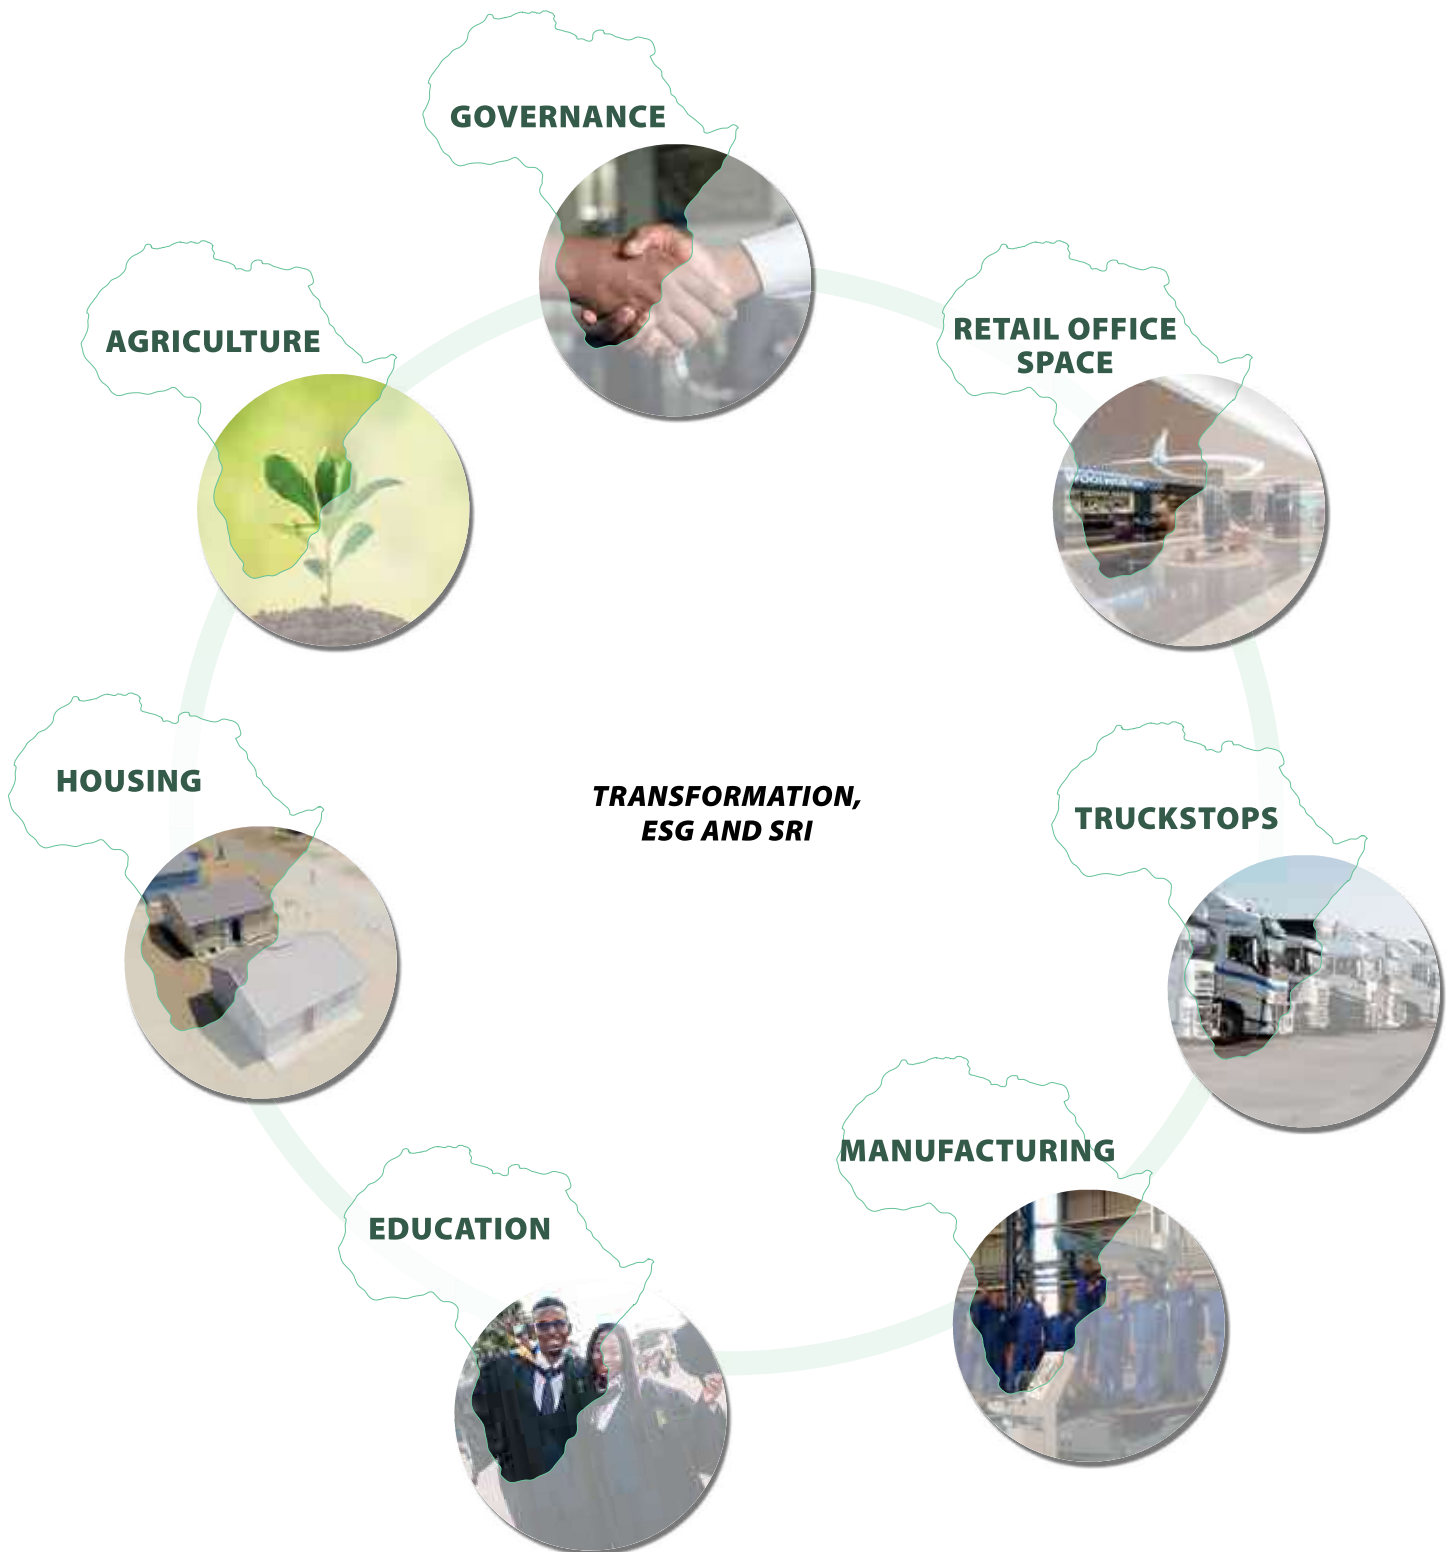 GOVERNANCE
AGRICULTURE
RETAIL OFFICE
SPACE
HOUSING
TRANSFORMATION,
ESG AND SRI
TRUCKSTOPS
MANUFACTURING
EDUCATION